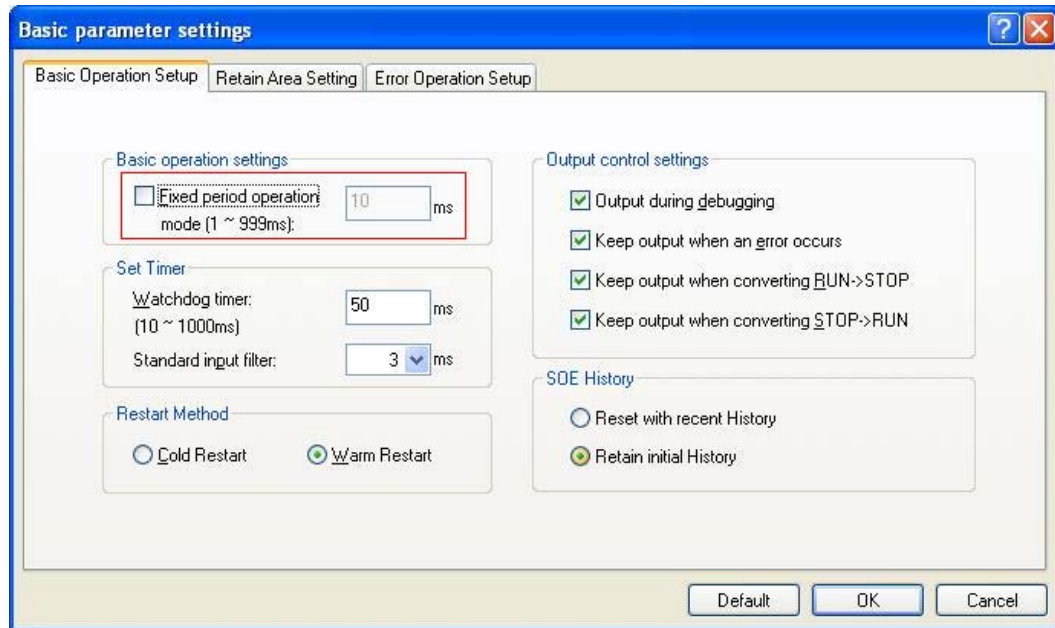 Basic parameter settings
Basic Operation Setup
Retain Area Setting
Error Operation Setup
Basic operation settings
Fixed period operation
mode (1 ~ 999ms):
10
ms
Set Timer
Watchdog timer:
(10 ~ 1000ms)
50
ms
Standard input filter:
3
ms
Restart Method
Cold Restart
Warm Restart
Output control settings
Output during debugging
Keep output when an error occurs
Keep output when converting RUN->STOP
Keep output when converting STOP->RUN
SOE History
Reset with recent History
Retain initial History
Default
OK
Cancel